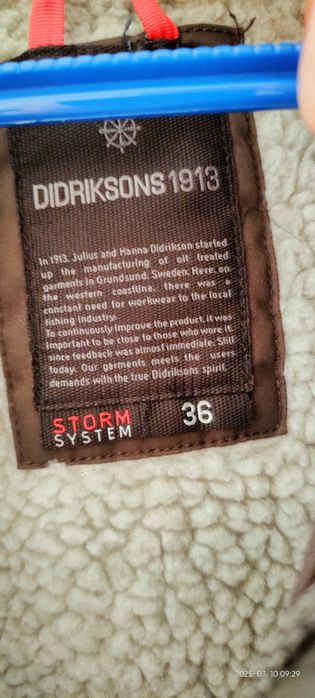 DIDRIKSONS 1913
In 1913, Julius and Hanna Didrikson started
up the manufacturing of oil treated
garments in Grundsund, Sweden. Here, on
the western coastline, there was a
constant need for workwear to the local
fishing industry.
To continuously improve the product, it was
important to be close to those who wore it
since feedback was almost immediate. Still
today. Our garments meets the users
demands with the true Didriksons spirit.
STORM
SYSTEM
36
2025/03/10 09:29